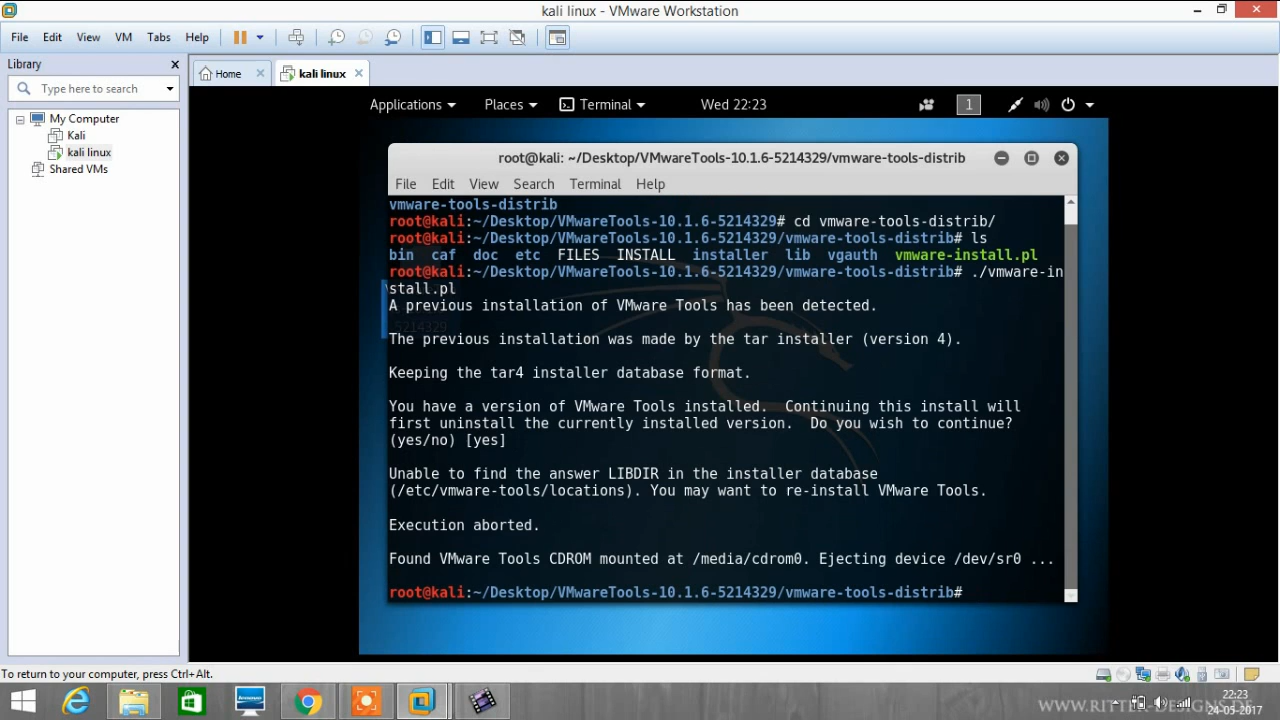 kali linux - VMware Workstation
File Edit View VM Tabs Help
Library
Type here to search
My Computer
Kali
kali linux
Shared VMs
Home
kali linux
Applications Places Terminal Wed 22:23 1
root@kali: ~/Desktop/VMwareTools-10.1.6-5214329/vmware-tools-distrib
File Edit View Search Terminal Help
vmware-tools-distrib
root@kali:~/Desktop/VMwareTools-10.1.6-5214329# cd vmware-tools-distrib/
root@kali:~/Desktop/VMwareTools-10.1.6-5214329/vmware-tools-distrib# ls
bin caf doc etc FILES INSTALL installer lib vgauth vmware-install.pl
root@kali:~/Desktop/VMwareTools-10.1.6-5214329/vmware-tools-distrib# ./vmware-in
stall.pl
A previous installation of VMware Tools has been detected.
5214329
The previous installation was made by the tar installer (version 4).
Keeping the tar4 installer database format.
You have a version of VMware Tools installed. Continuing this install will
first uninstall the currently installed version. Do you wish to continue?
(yes/no) [yes]
Unable to find the answer LIBDIR in the installer database
(/etc/vmware-tools/locations). You may want to re-install VMware Tools.
Execution aborted.
Found VMware Tools CDROM mounted at /media/cdrom0. Ejecting device /dev/sr0 ...
root@kali:~/Desktop/VMwareTools-10.1.6-5214329/vmware-tools-distrib#
To return to your computer, press Ctrl+Alt.
22:23
24-05-2017